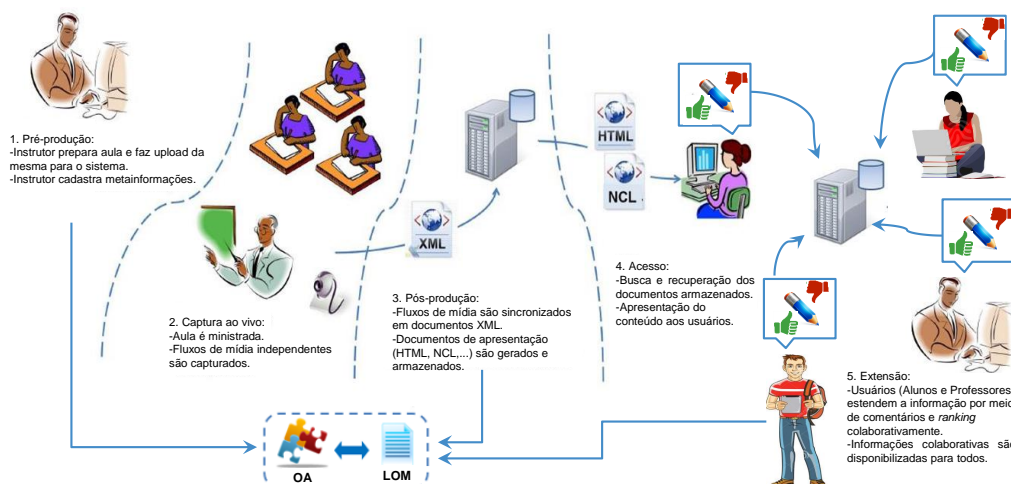 1. Pré-produção:
-Instrutor prepara aula e faz upload da
mesma para o sistema.
-Instrutor cadastra metainformações.
2. Captura ao vivo:
-Aula é ministrada.
-Fluxos de mídia independentes
são capturados.
XML
3. Pós-produção:
-Fluxos de mídia são sincronizados
em documentos XML.
-Documentos de apresentação
(HTML, NCL,...) são gerados e
armazenados.
HTML
NCL
4. Acesso:
-Busca e recuperação dos
documentos armazenados.
-Apresentação do
conteúdo aos usuários.
5. Extensão:
-Usuários (Alunos e Professores
estendem a informação por meio
de comentários e ranking
colaborativamente.
-Informações colaborativas são
disponibilizadas para todos.
OA
LOM